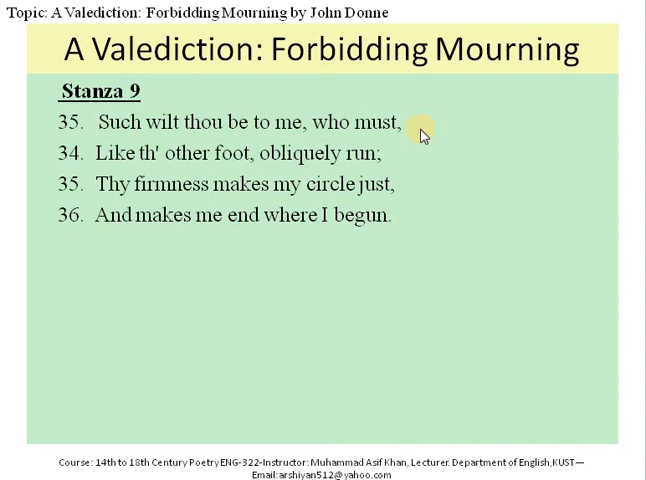 Topic: A Valediction: Forbidding Mourning by John Donne
A Valediction: Forbidding Mourning
Stanza 9
35. Such wilt thou be to me, who must,
34. Like th' other foot, obliquely run;
35. Thy firmness makes my circle just,
36. And makes me end where I begun.
Course: 14th to 18th Century Poetry ENG-322-Instructor: Muhammad Asif Khan, Lecturer. Department of English,KUST—
Email:arshiyan512@yahoo.com